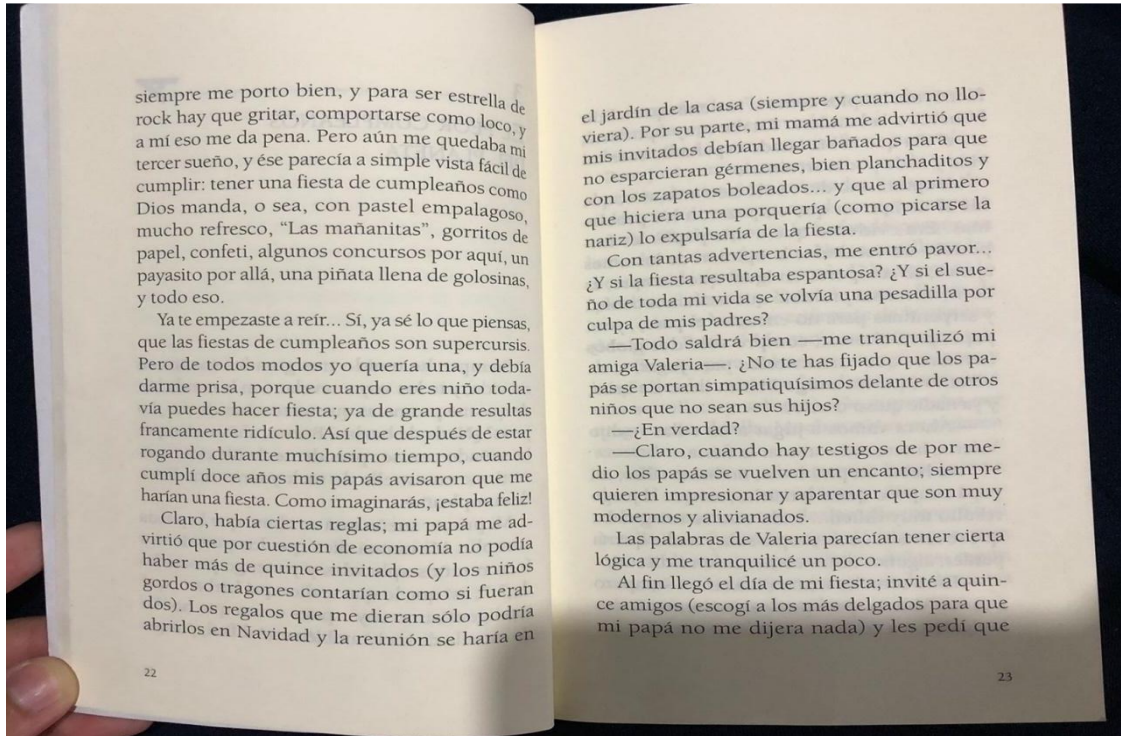 siempre me porto bien, y para ser estrella de
rock hay que gritar, comportarse como loco, y
a mí eso me da pena. Pero aún me quedaba mi
tercer sueño, y ése parecía a simple vista fácil de
cumplir: tener una fiesta de cumpleaños como
Dios manda, o sea, con pastel empalagoso,
mucho refresco, “Las mañanitas”, gorritos de
papel, confeti, algunos concursos por aquí, un
payasito por allá, una piñata llena de golosinas,
y todo eso.
Ya te empezaste a reír... Sí, ya sé lo que piensas,
que las fiestas de cumpleaños son supercursis.
Pero de todos modos yo quería una, y debía
darme prisa, porque cuando eres niño toda-
vía puedes hacer fiesta; ya de grande resultas
francamente ridículo. Así que después de estar
rogando durante muchísimo tiempo, cuando
cumplí doce años mis papás avisaron que me
harían una fiesta. Como imaginarás, ¡estaba feliz!
Claro, había ciertas reglas; mi papá me ad-
virtió que por cuestión de economía no podía
haber más de quince invitados (y los niños
gordos o tragones contarían como si fueran
dos). Los regalos que me dieran sólo podría
abrirlos en Navidad y la reunión se haría en
22
el jardín de la casa (siempre y cuando no llo-
viera). Por su parte, mi mamá me advirtió que
mis invitados debían llegar bañados para que
no esparcieran gérmenes, bien planchaditos y
con los zapatos boleados... y que al primero
que hiciera una porquería (como picarse la
nariz) lo expulsaría de la fiesta.
Con tantas advertencias, me entró pavor...
¿Y si la fiesta resultaba espantosa? ¿Y si el sue-
ño de toda mi vida se volvía una pesadilla por
culpa de mis padres?
—Todo saldrá bien —me tranquilizó mi
amiga Valeria—. ¿No te has fijado que los pa-
pás se portan simpatiquísimos delante de otros
niños que no sean sus hijos?
—¿En verdad?
—Claro, cuando hay testigos de por me-
dio los papás se vuelven un encanto; siempre
quieren impresionar y aparentar que son muy
modernos y alivianados.
Las palabras de Valeria parecían tener cierta
lógica y me tranquilicé un poco.
Al fin llegó el día de mi fiesta; invité a quin-
ce amigos (escogí a los más delgados para que
mi papá no me dijera nada) y les pedí que
23